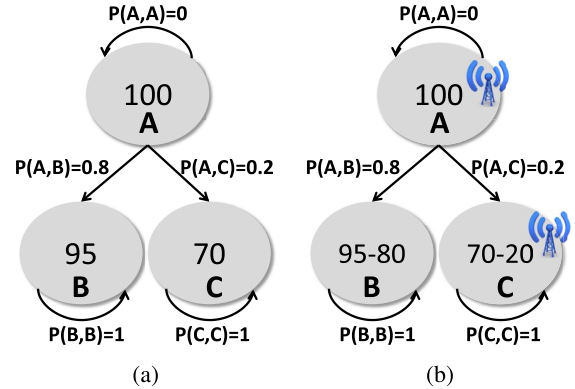 P(A,A)=0
100
A
P(A,B)=0.8
P(A,C)=0.2
95
B
70
C
P(B,B)=1
P(C,C)=1
(a)
P(A,A)=0
100
A
P(A,B)=0.8
P(A,C)=0.2
95-80
B
70-20
C
P(B,B)=1
P(C,C)=1
(b)